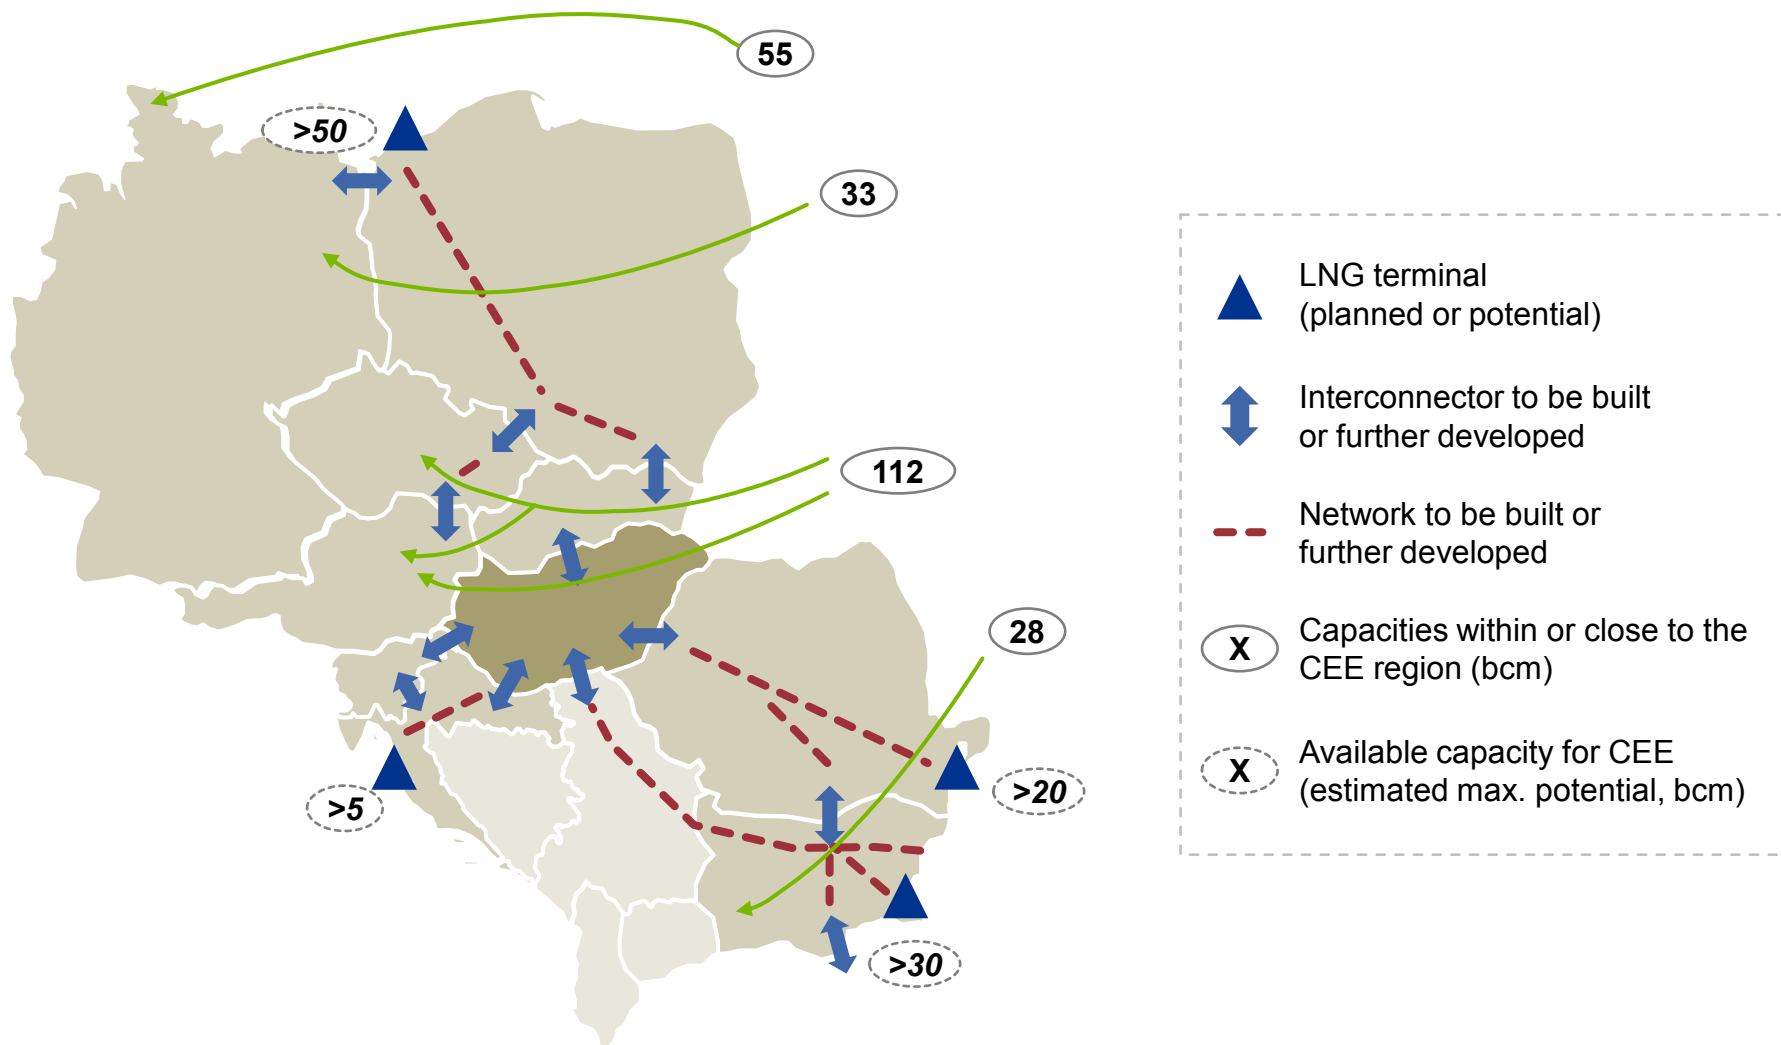 55
>50
33
112
28
>5
>20
>30
LNG terminal
(planned or potential)
Interconnector to be built
or further developed
Network to be built or
further developed
X
Capacities within or close to the
CEE region (bcm)
X
Available capacity for CEE
(estimated max. potential, bcm)